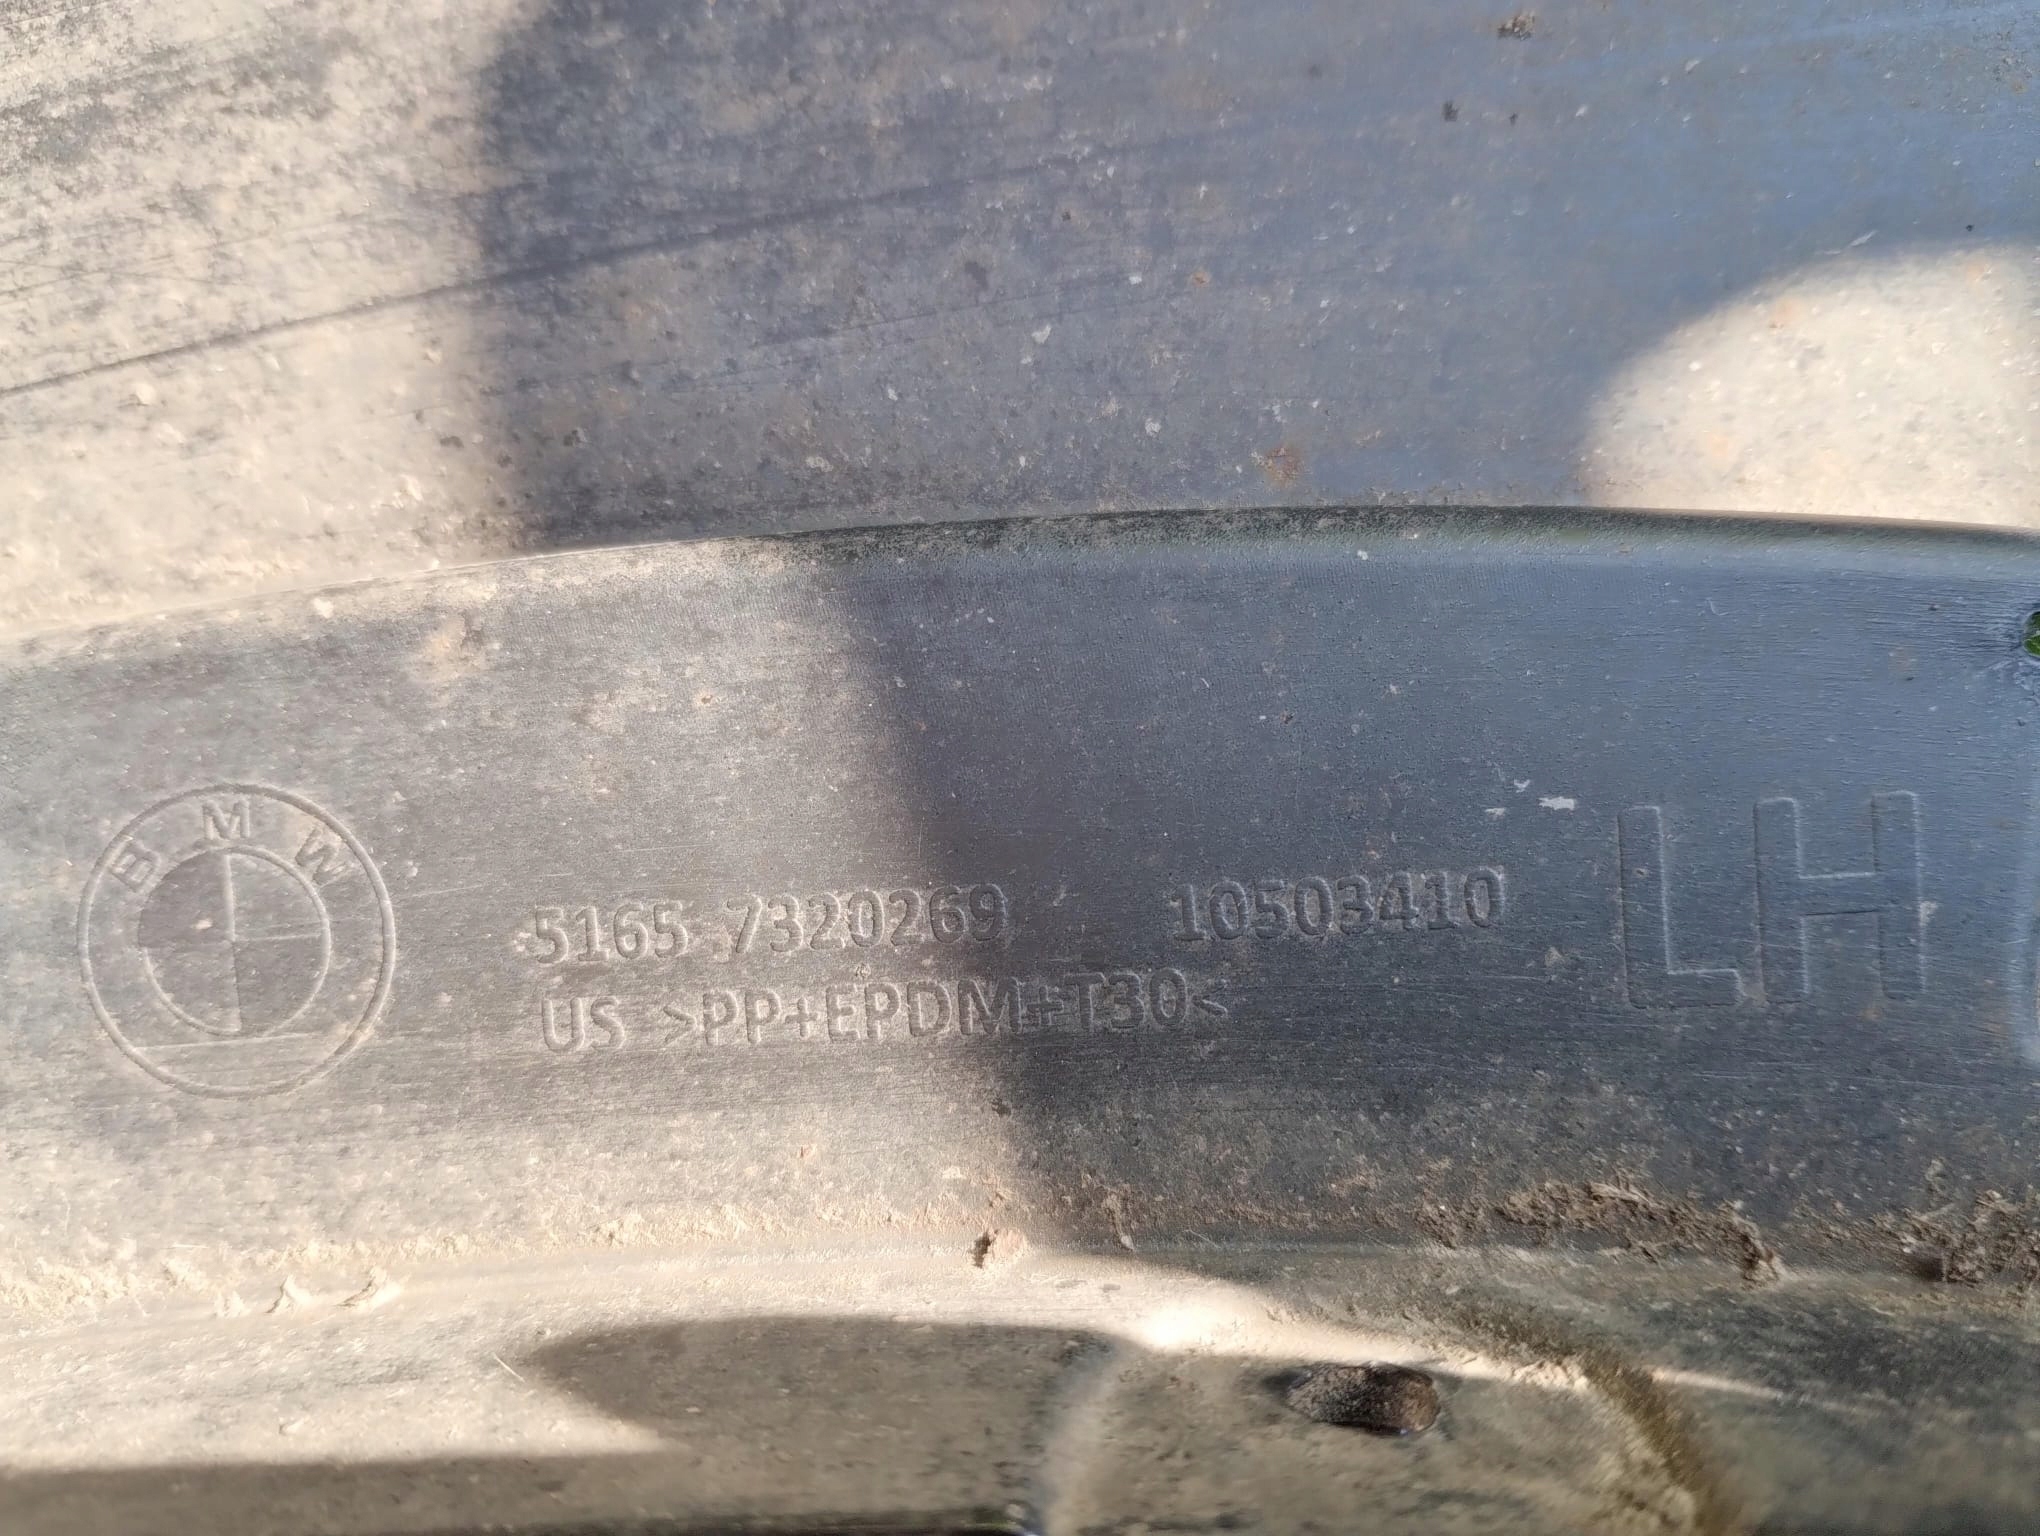 BMW
5165 7320269 10503410 LH
US >PP+EPDM+T30<